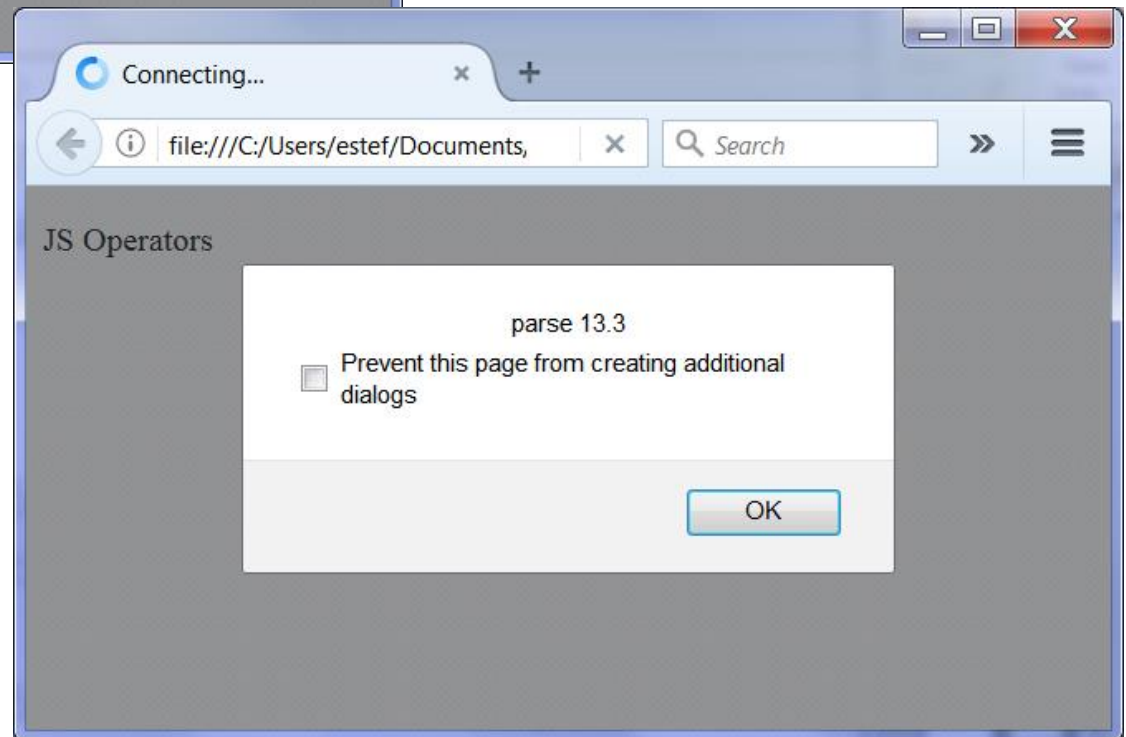 Connecting...
file:///C:/Users/estef/Documents,
Search
JS Operators
parse 13.3
Prevent this page from creating additional
dialogs
OK